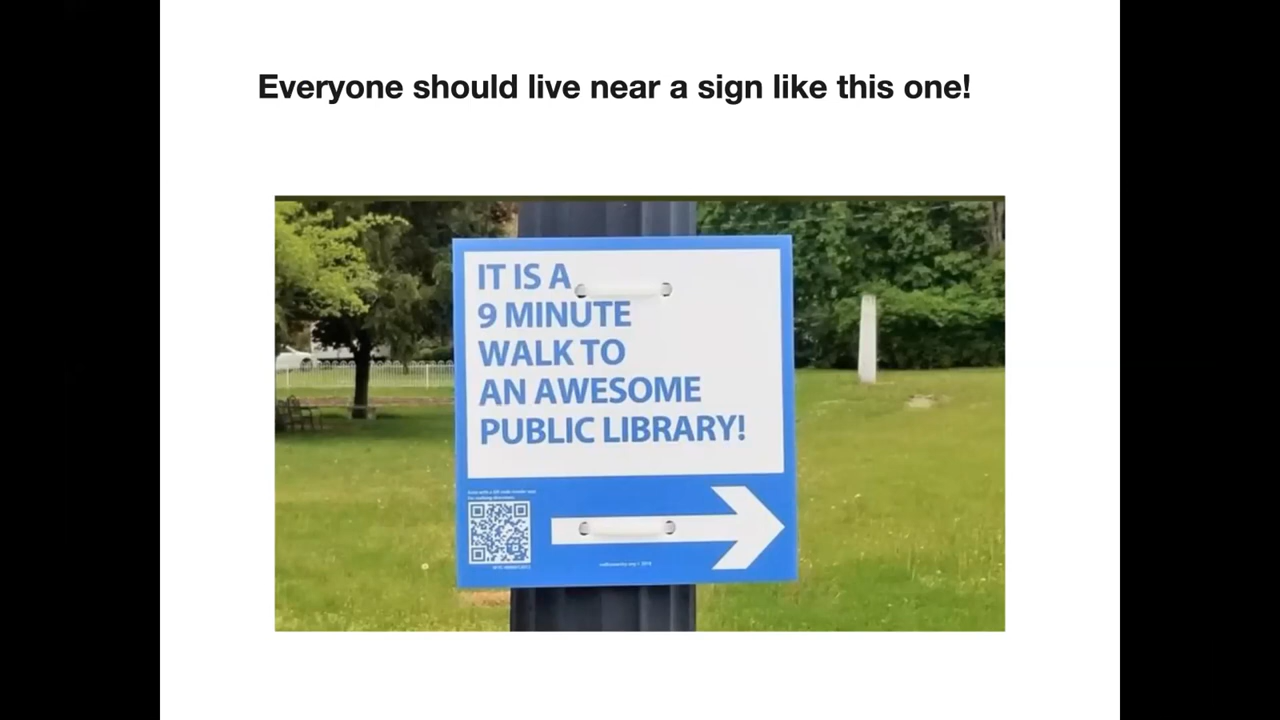 Everyone should live near a sign like this one!
IT IS A
9 MINUTE
WALK TO
AN AWESOME
PUBLIC LIBRARY!